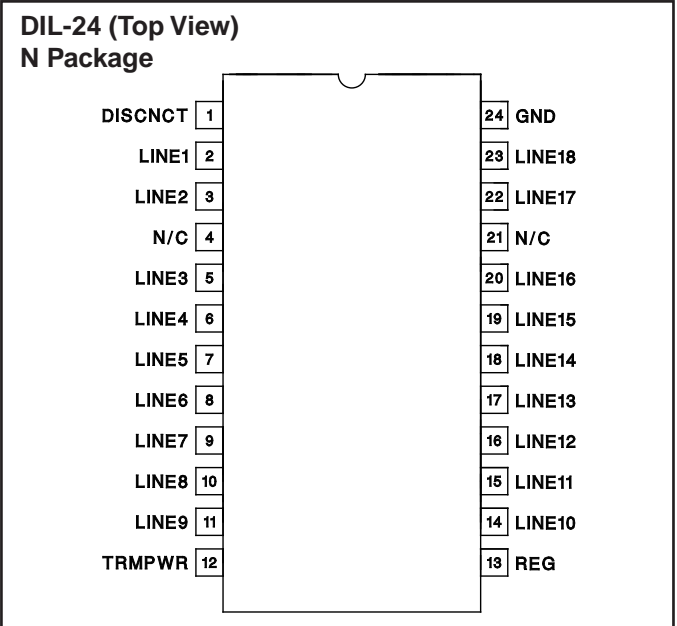 DIL-24 (Top View)
N Package
DISCNCT 1
24 GND
LINE1 2
23 LINE18
LINE2 3
22 LINE17
N/C 4
21 N/C
LINE3 5
20 LINE16
LINE4 6
19 LINE15
LINE5 7
18 LINE14
LINE6 8
17 LINE13
LINE7 9
16 LINE12
LINE8 10
15 LINE11
LINE9 11
14 LINE10
TRMPWR 12
13 REG